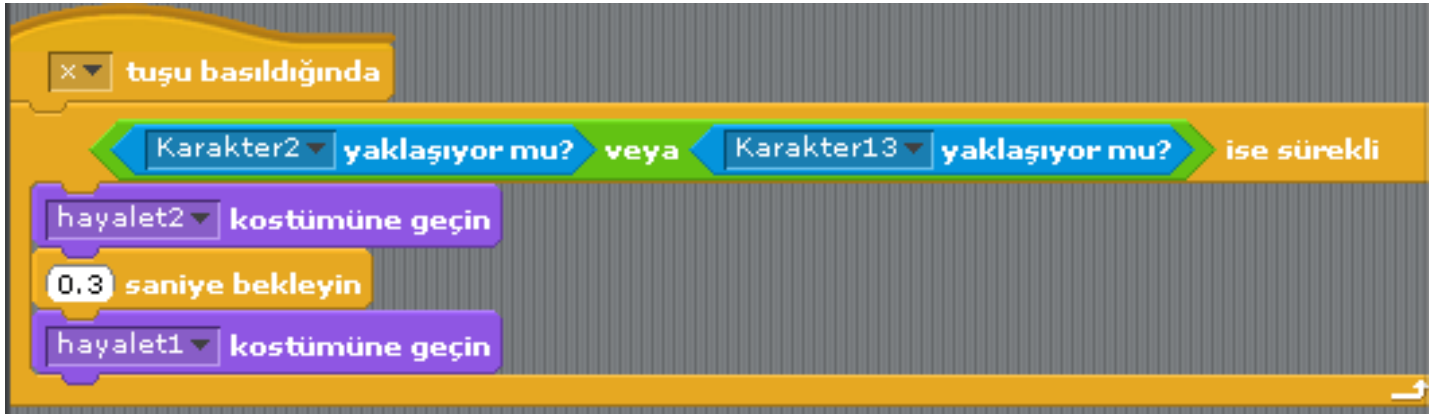 x tuşu basıldığında
Karakter2 yaklaşıyor mu? veya Karakter13 yaklaşıyor mu? ise sürekli
hayalet2 kostümüne geçin
0.3 saniye bekleyin
hayalet1 kostümüne geçin